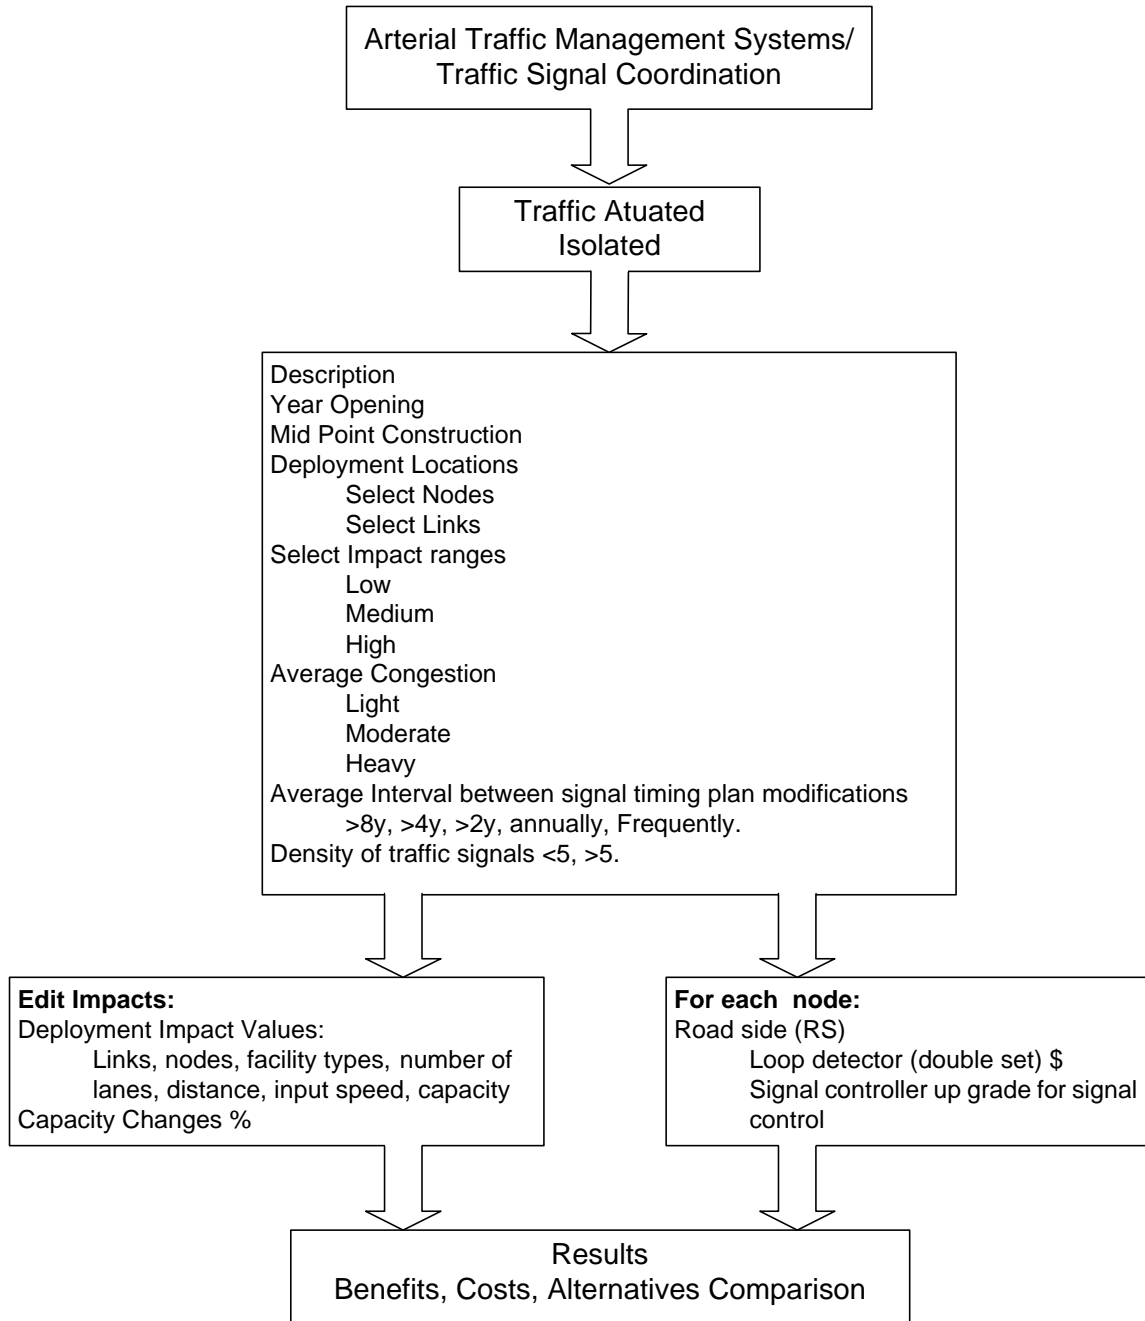 Arterial Traffic Management Systems/
Traffic Signal Coordination
Traffic Atuated
Isolated
Description
Year Opening
Mid Point Construction
Deployment Locations
Select Nodes
Select Links
Select Impact ranges
Low
Medium
High
Average Congestion
Light
Moderate
Heavy
Average Interval between signal timing plan modifications
>8y, >4y, >2y, annually, Frequently.
Density of traffic signals <5, >5.
Edit Impacts:
Deployment Impact Values:
Links, nodes, facility types, number of
lanes, distance, input speed, capacity
Capacity Changes %
For each node:
Road side (RS)
Loop detector (double set) $
Signal controller up grade for signal
control
Results
Benefits, Costs, Alternatives Comparison